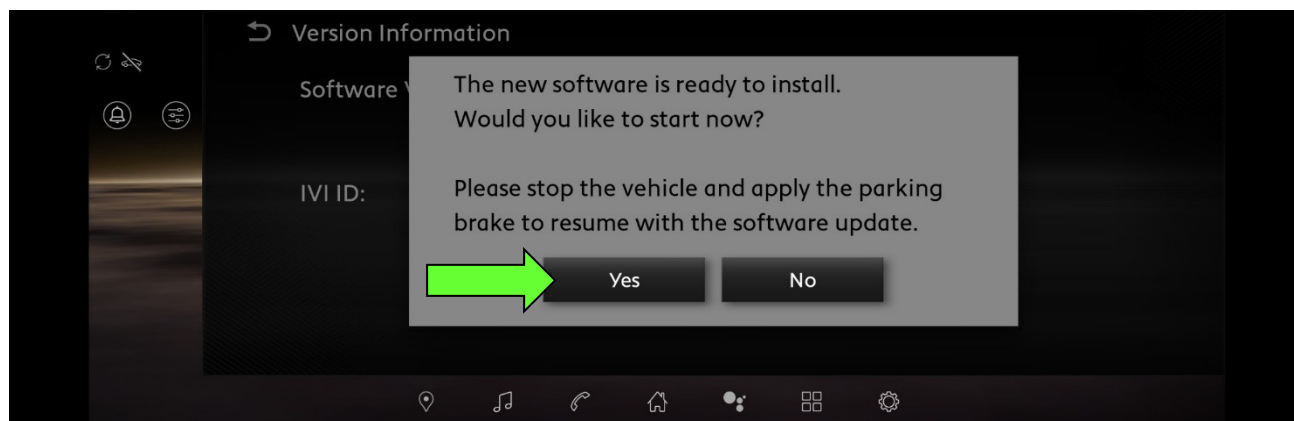 Version Information
Software V
The new software is ready to install.
Would you like to start now?
IVI ID:
Please stop the vehicle and apply the parking
brake to resume with the software update.
Yes
No